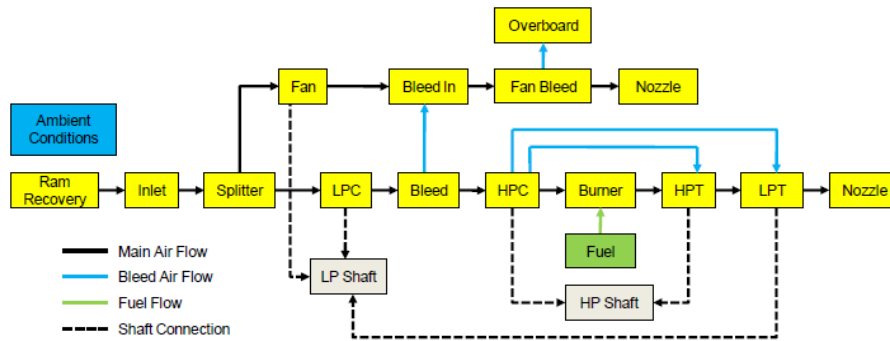 Overboard
Fan
Bleed In
Fan Bleed
Nozzle
Ambient
Conditions
Ram
Recovery
Inlet
Splitter
LPC
Bleed
HPC
Burner
HPT
LPT
Nozzle
Main Air Flow
Bleed Air Flow
Fuel Flow
Shaft Connection
LP Shaft
Fuel
HP Shaft